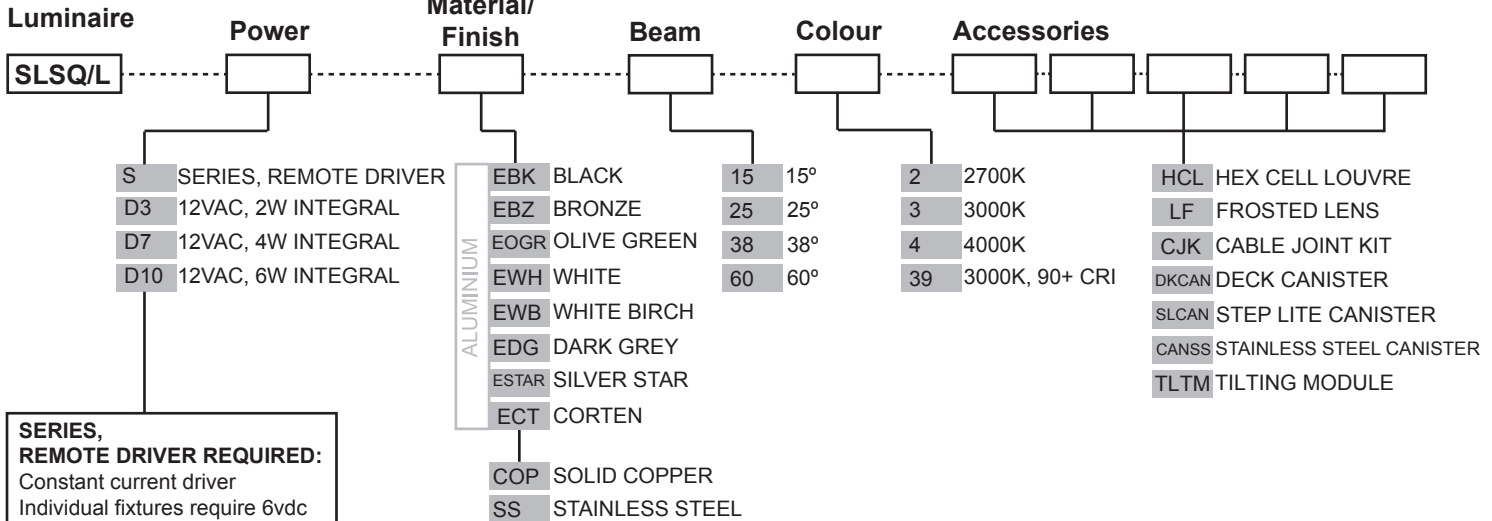 Luminaire
Power
Material/
Finish
Beam
Colour
Accessories
SLSQ/L
S SERIES, REMOTE DRIVER
D3 12VAC, 2W INTEGRAL
D7 12VAC, 4W INTEGRAL
D10 12VAC, 6W INTEGRAL
ALUMINIUM
EBK BLACK
EBZ BRONZE
EOGR OLIVE GREEN
EWH WHITE
EWB WHITE BIRCH
EDG DARK GREY
ESTAR SILVER STAR
ECT CORTEN
COP SOLID COPPER
SS STAINLESS STEEL
15 15º
25 25º
38 38º
60 60º
2 2700K
3 3000K
4 4000K
39 3000K, 90+ CRI
HCL HEX CELL LOUVRE
LF FROSTED LENS
CJK CABLE JOINT KIT
DKCAN DECK CANISTER
SLCAN STEP LITE CANISTER
CANSS STAINLESS STEEL CANISTER
TLTM TILTING MODULE
SERIES,
REMOTE DRIVER REQUIRED:
Constant current driver
Individual fixtures require 6vdc